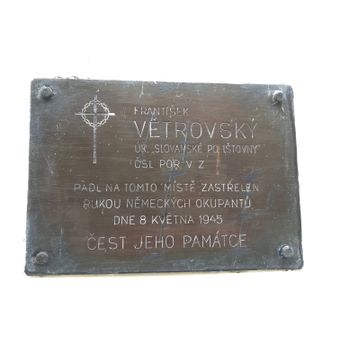 FRANTIŠEK
VĚTROVSKÝ
ÚŘ. „SLOVANSKÉ POJIŠŤOVNY"
ČSL. POR. V Z.
PADL NA TOMTO MÍSTĚ ZASTŘELEN
RUKOU NĚMECKÝCH OKUPANTŮ
DNE 8 KVĚTNA 1945
ČEST JEHO PAMÁTCE